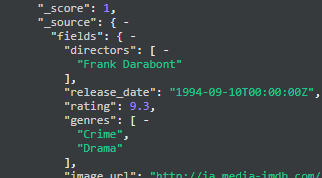 "_score": 1,
"_source": { -
"fields": { -
"directors": [ -
"Frank Darabont"
],
"release_date": "1994-09-10T00:00:00Z",
"rating": 9.3,
"genres": [ -
"Crime",
"Drama"
],
"image_url": "http://ia.media-imdb.com/